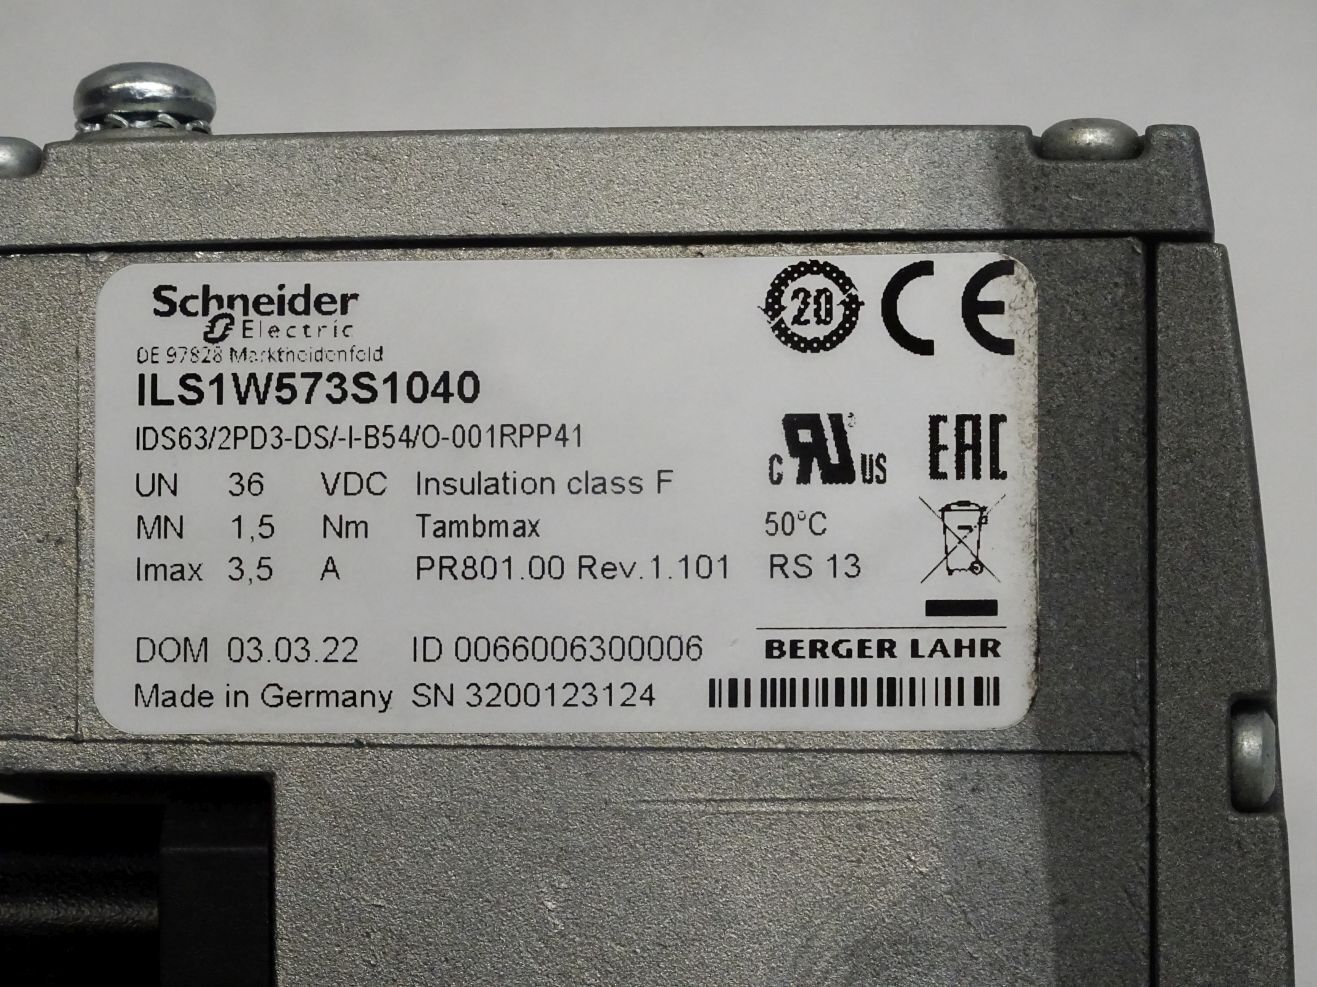 Schneider
Electric
DE 97828 Marktheidenfeld
20
CE
ILS1W573S1040
IDS63/2PD3-DS/-I-B54/O-001RPP41
c RU US
EAC
UN 36 VDC Insulation class F
MN 1,5 Nm Tambmax 50°C
Imax 3,5 A PR801.00 Rev.1.101 RS 13
DOM 03.03.22 ID 0066006300006 BERGER LAHR
Made in Germany SN 3200123124